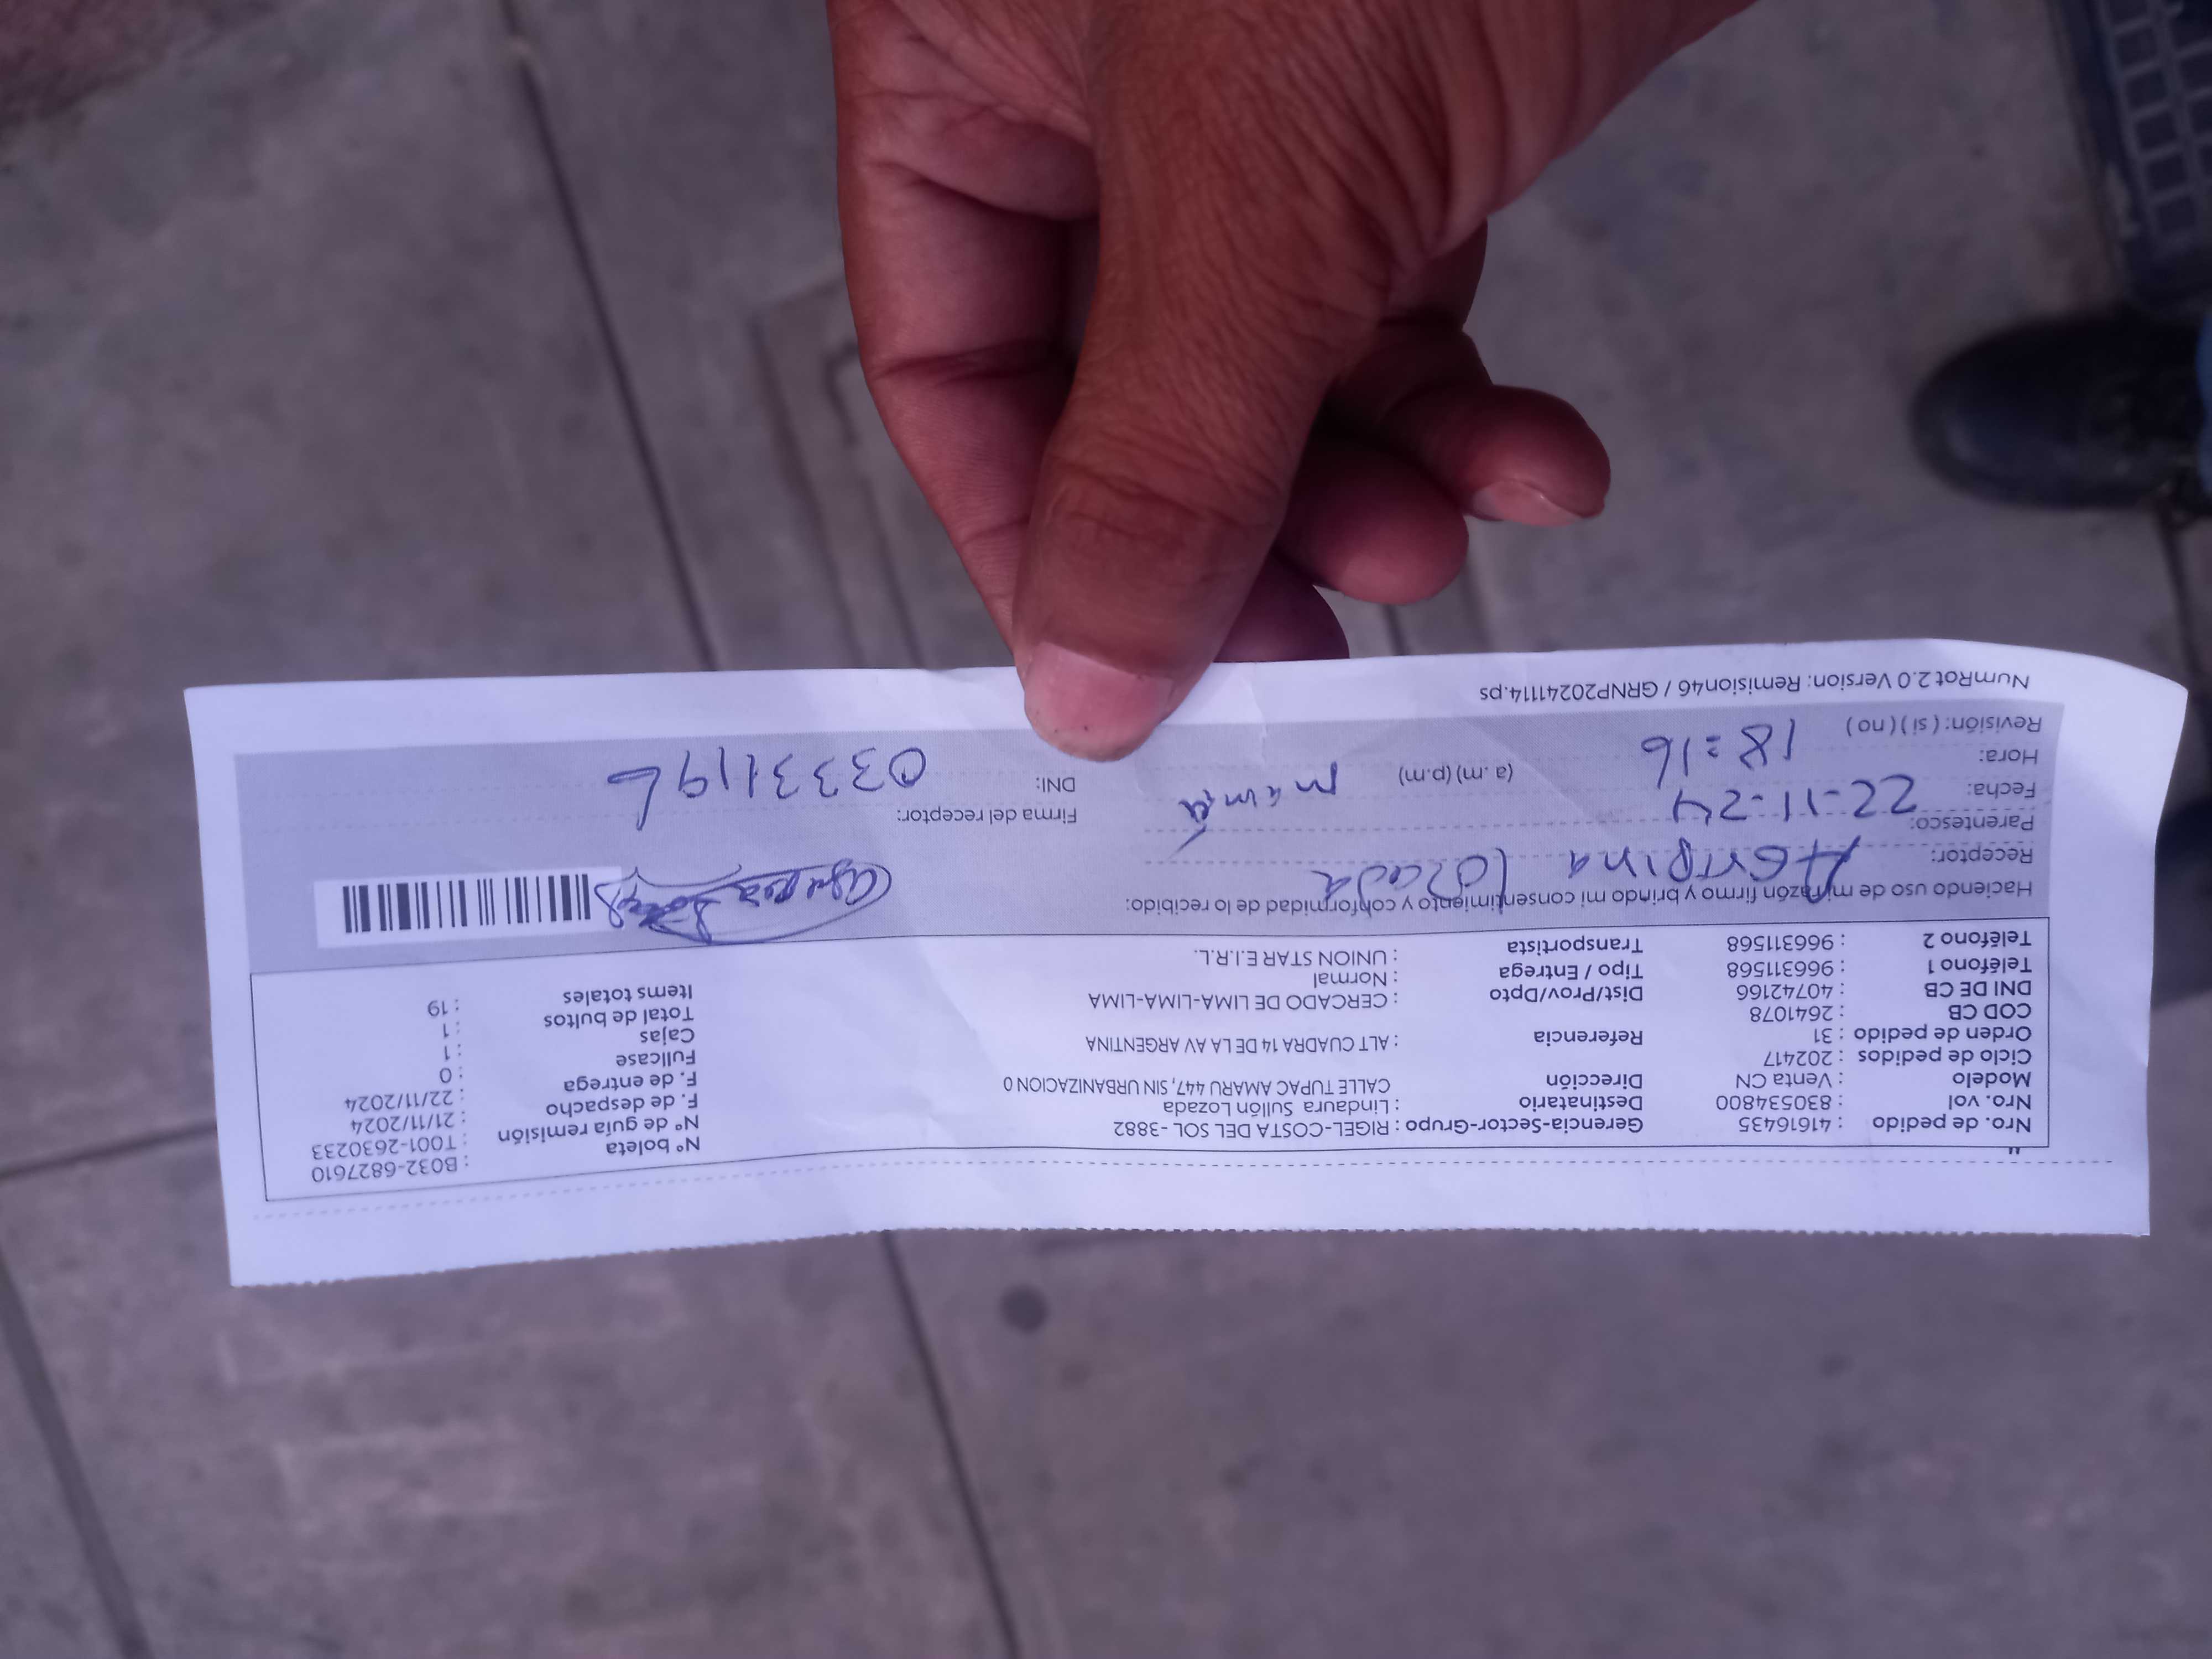 Nro. de pedido : 41616435 Gerencia-Sector-Grupo : RIGEL-COSTA DEL SOL - 3882 N° boleta : B032-6827610
Nro. vol : 830534800 Destinatario : Lindaura Sullón Lozada N° de guía remisión : T001-2630233
Modelo : Venta CN Dirección CALLE TUPAC AMARU 447, SIN URBANIZACION 0 F. de despacho : 21/11/2024
Ciclo de pedidos : 202417 F. de entrega : 22/11/2024
Orden de pedido : 31 Referencia : ALT CUADRA 14 DE LA AV ARGENTINA Fullcase : 0
COD CB : 2641078 Cajas : 1
DNI DE CB : 40742166 Dist/Prov/Dpto : CERCADO DE LIMA-LIMA-LIMA Total de bultos : 1
Teléfono 1 : 966311568 Tipo / Entrega : Normal Items totales : 19
Teléfono 2 : 966311568 Transportista : UNION STAR E.I.R.L.
Haciendo uso de mi razón firmo y brindo mi consentimiento y conformidad de lo recibido:
Receptor: Agripina Lozada
Parentesco: mamá Firma del receptor:
Fecha: 22-11-24 DNI: 03331196
Hora: 18:16 (a.m) (p.m)
Revisión: ( si ) ( no )
NumRot 2.0 Version: Remision46 / GRNP20241114.ps